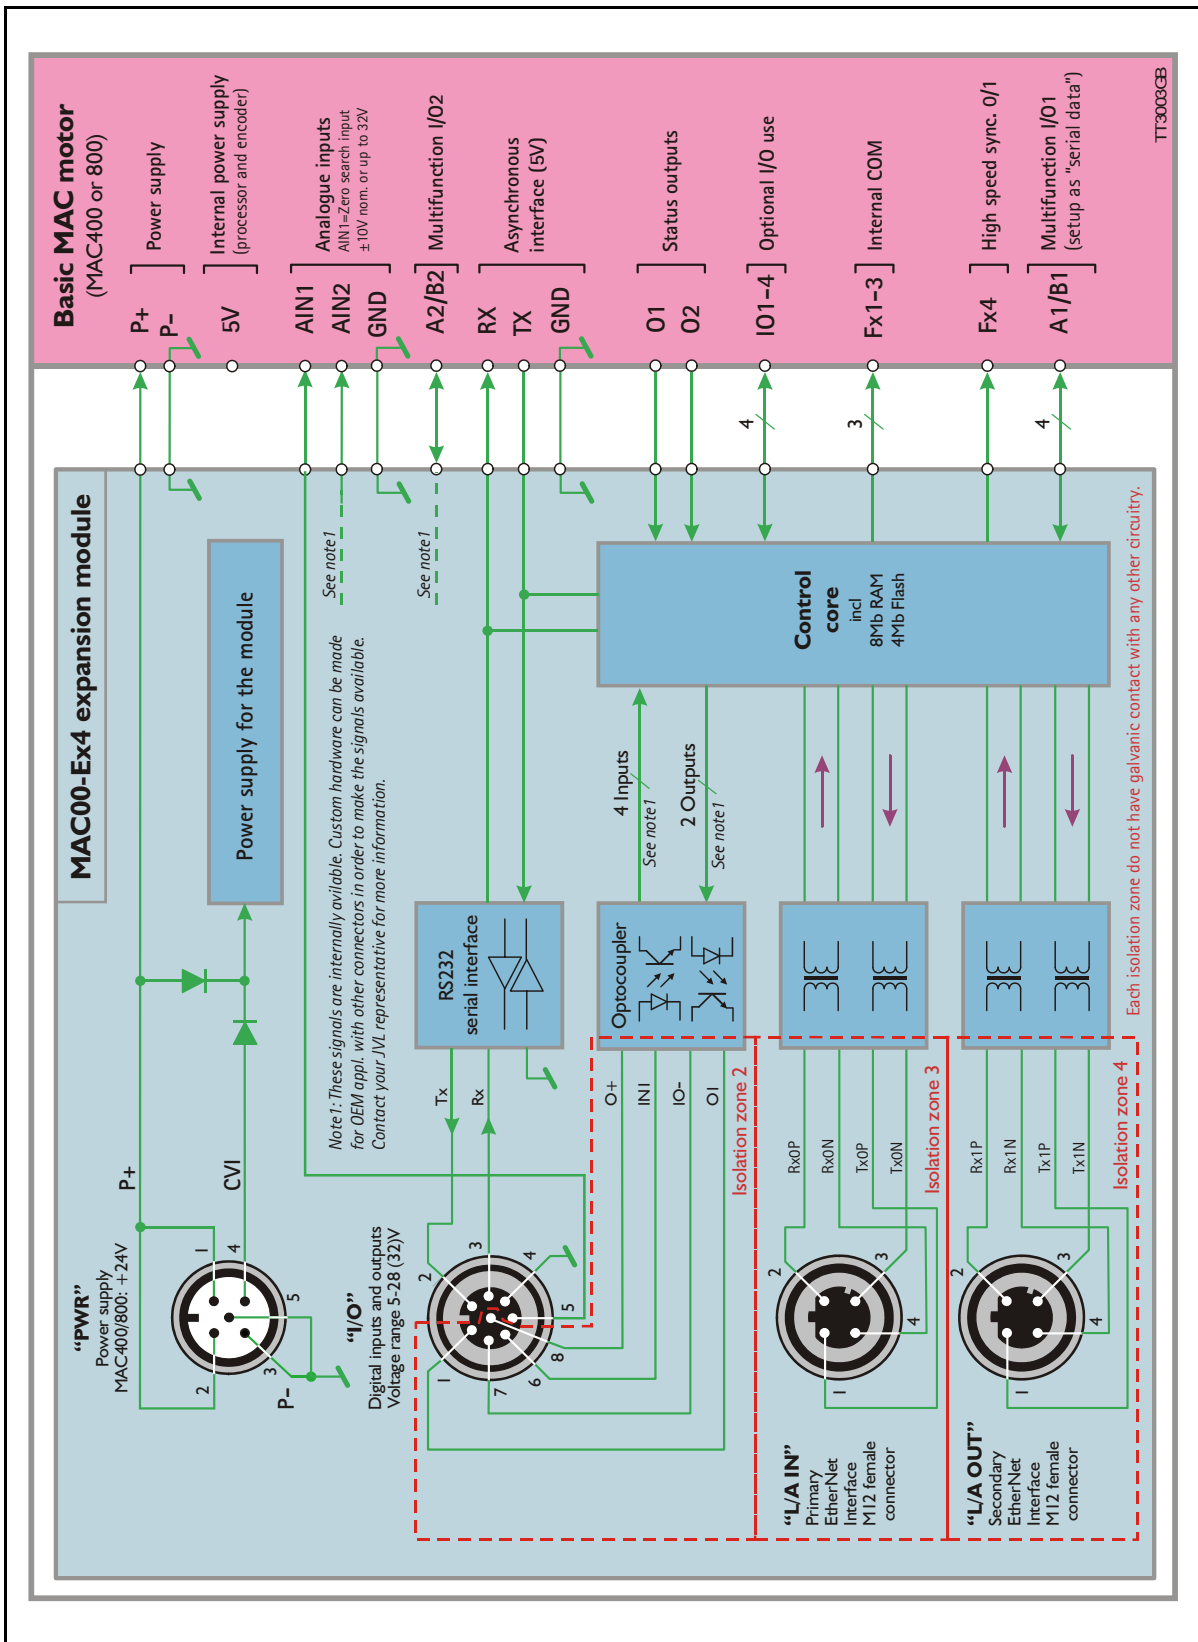 Basic MAC motor
(MAC400 or 800)
P+
P-
Power supply
5V
Internal power supply
(processor and encoder)
AIN1
AIN2
GND
Analogue inputs
AIN1=Zero search input
±10V nom. or up to 32V
A2/B2
Multifunction I/O2
RX
TX
GND
Asynchronous
interface (5V)
O1
O2
Status outputs
IO1-4
Optional I/O use
Fx1-3
Internal COM
Fx4
High speed sync. 0/1
A1/B1
Multifunction I/O1
(setup as "serial data")
TT3003GB
4
3
4
MAC00-Ex4 expansion module
Power supply for the module
See note1
See note1
Note1: These signals are internally avilable. Custom hardware can be made
for OEM appl. with other connectors in order to make the signals available.
Contact your JVL representative for more information.
Control
core
incl
8Mb RAM
4Mb Flash
4 Inputs
See note1
2 Outputs
See note1
Each isolation zone do not have galvanic contact with any other circuitry.
RS232
serial interface
Optocoupler
P+
CVI
Tx
Rx
O+
IN1
IO-
O1
Isolation zone 2
Rx0P
Rx0N
Tx0P
Tx0N
Isolation zone 3
Rx1P
Rx1N
Tx1P
Tx1N
Isolation zone 4
"PWR"
Power supply
MAC400/800: +24V
1
4
5
2
3
P-
"I/O"
Digital inputs and outputs
Voltage range 5-28 (32)V
2
3
4
5
1
7
6
8
"L/A IN"
Primary
EtherNet
Interface
M12 female
connector
2
3
1
4
"L/A OUT"
Secondary
EtherNet
Interface
M12 female
connector
2
3
1
4